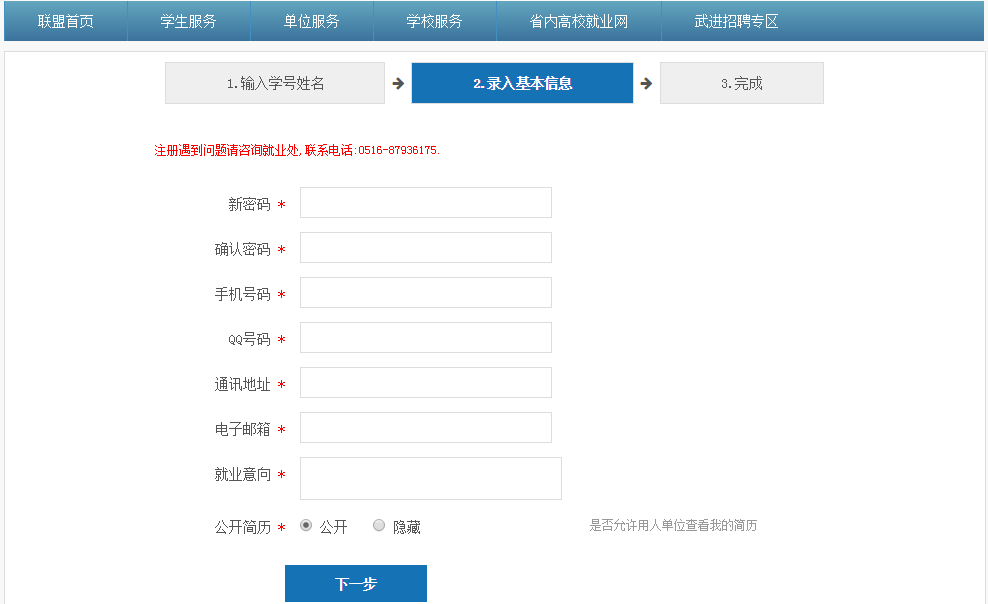 联盟首页 学生服务 单位服务 学校服务 省内高校就业网 武进招聘专区
1.输入学号姓名 2.录入基本信息 3.完成
注册遇到问题请咨询就业处,联系电话:0516-87936175.
新密码 *
确认密码 *
手机号码 *
QQ号码 *
通讯地址 *
电子邮箱 *
就业意向 *
公开简历 * 公开 隐藏 是否允许用人单位查看我的简历
下一步